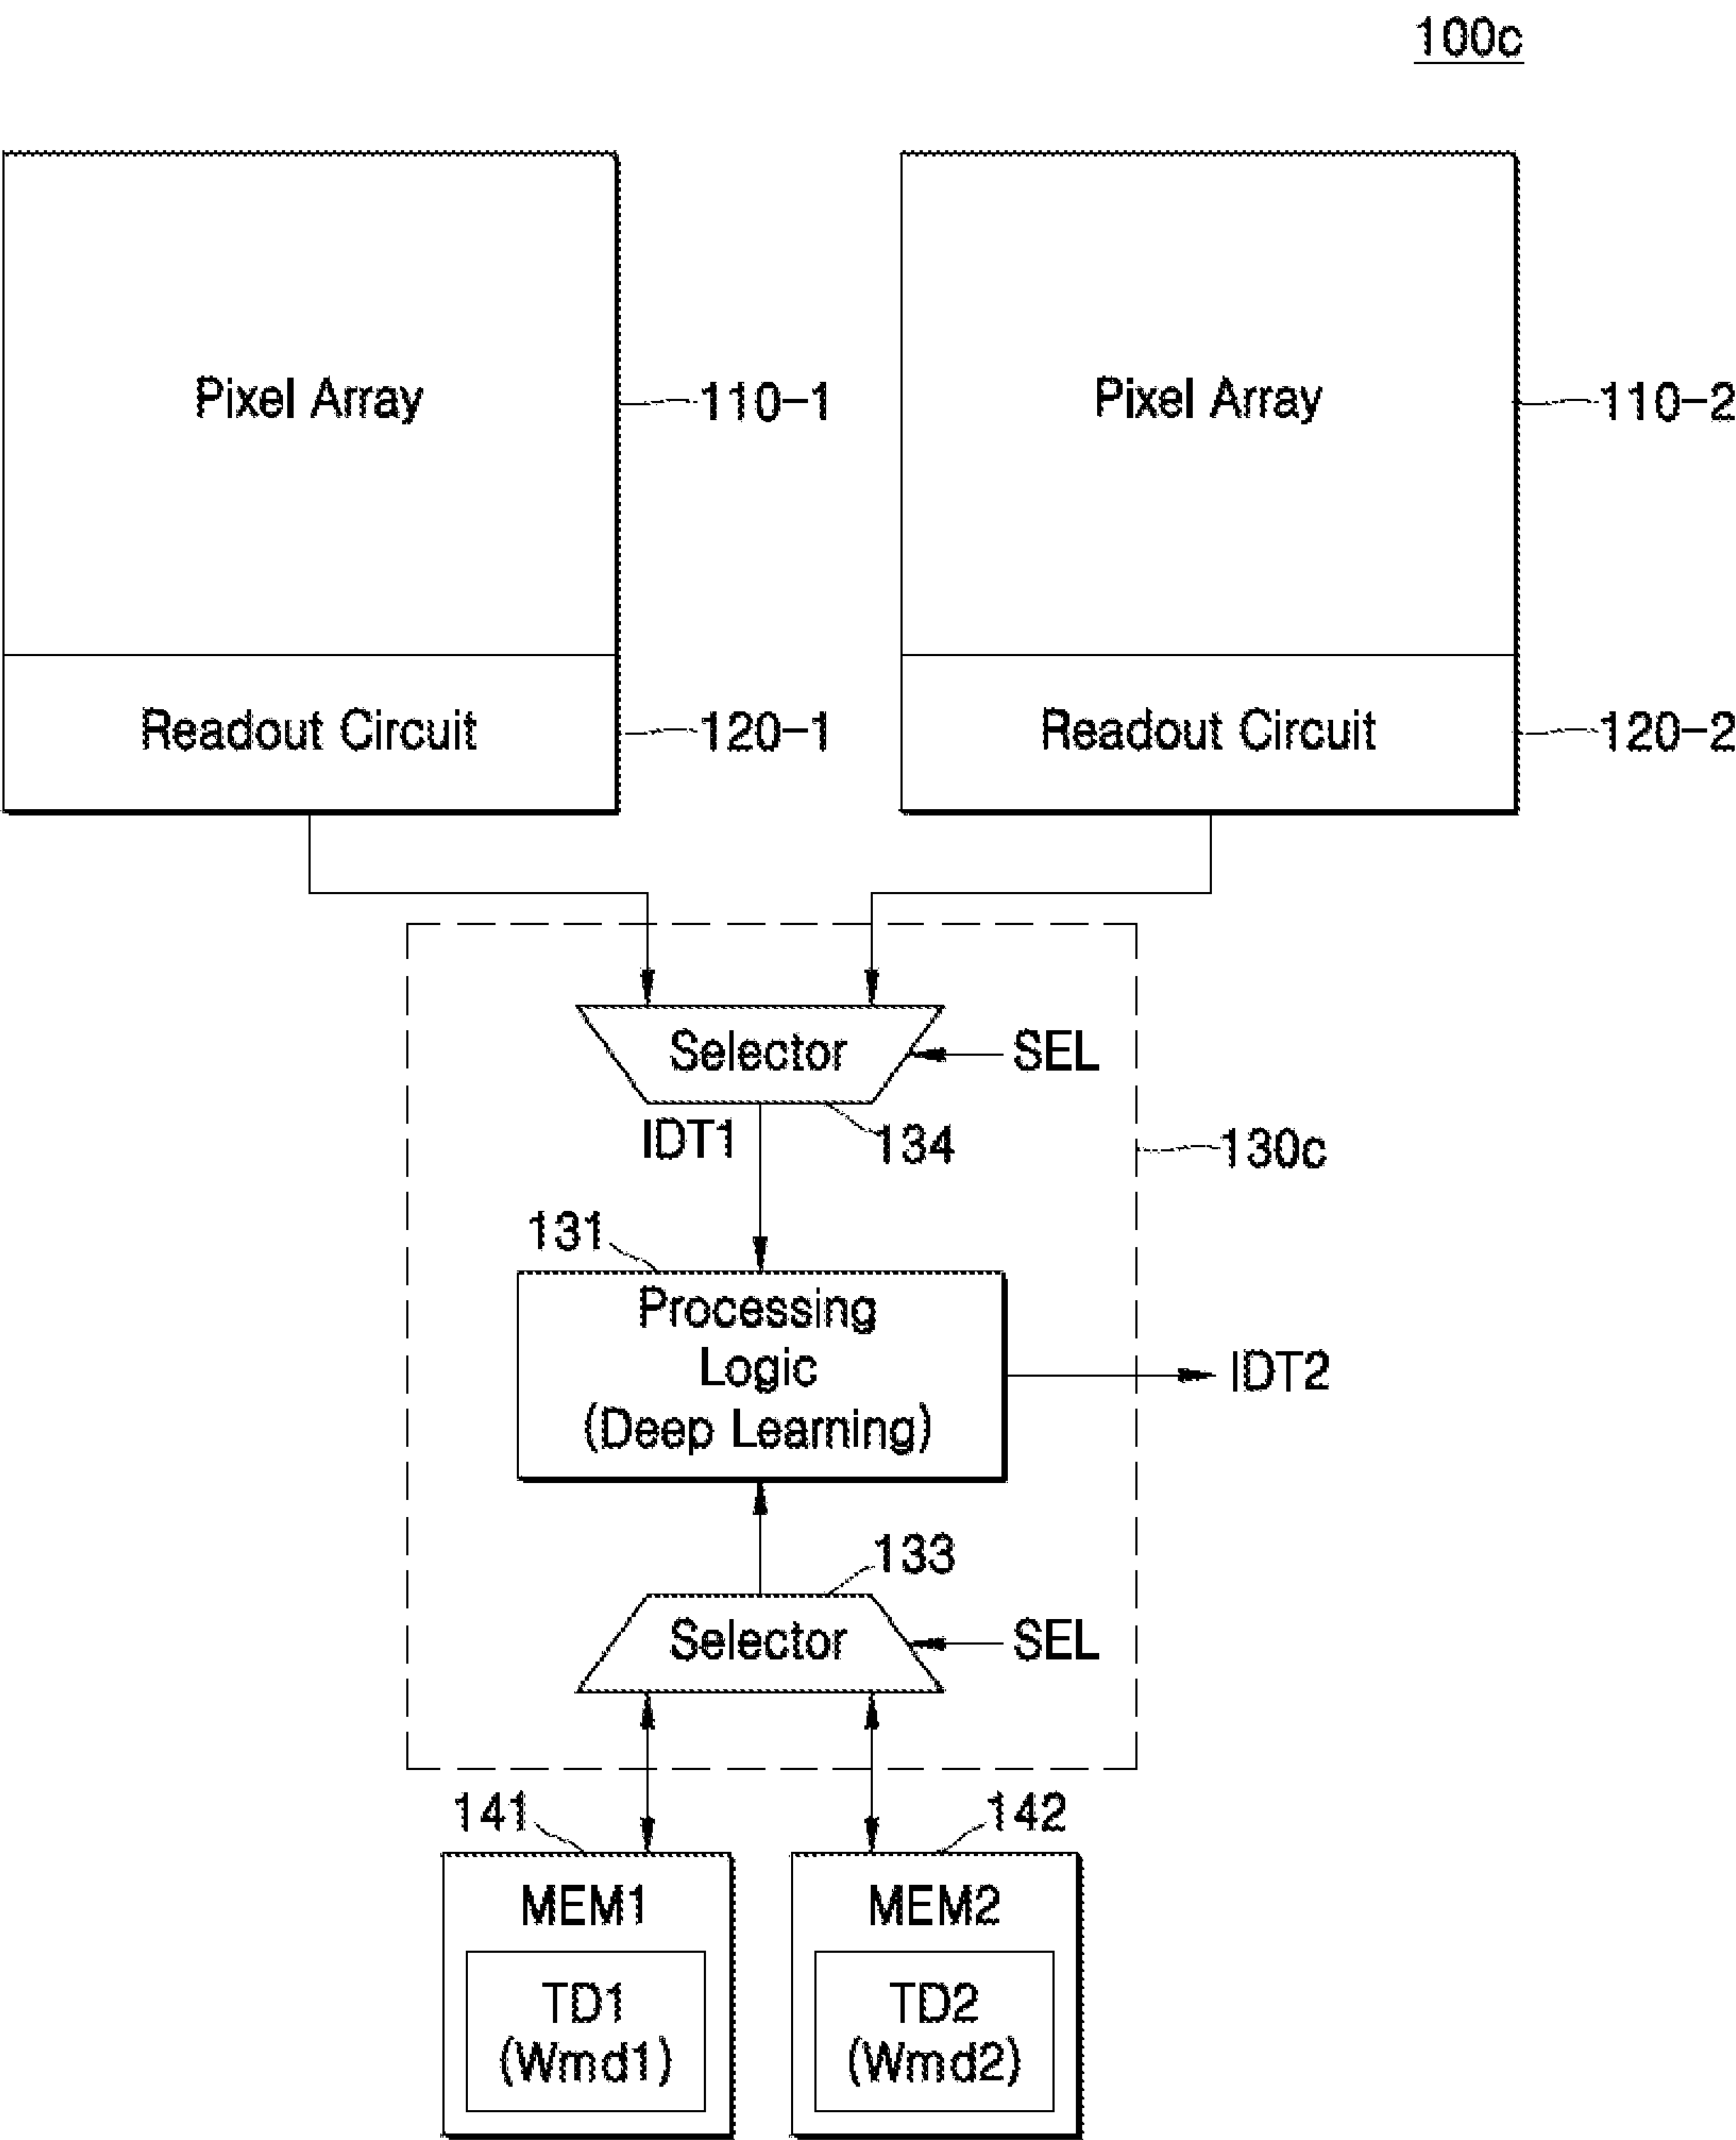 100c
Pixel Array
110-1
Pixel Array
110-2
Readout Circuit
120-1
Readout Circuit
120-2
Selector
SEL
IDT1
134
130c
131
Processing
Logic
(Deep Learning)
IDT2
133
Selector
SEL
141
142
MEM1
MEM2
TD1
(Wmd1)
TD2
(Wmd2)